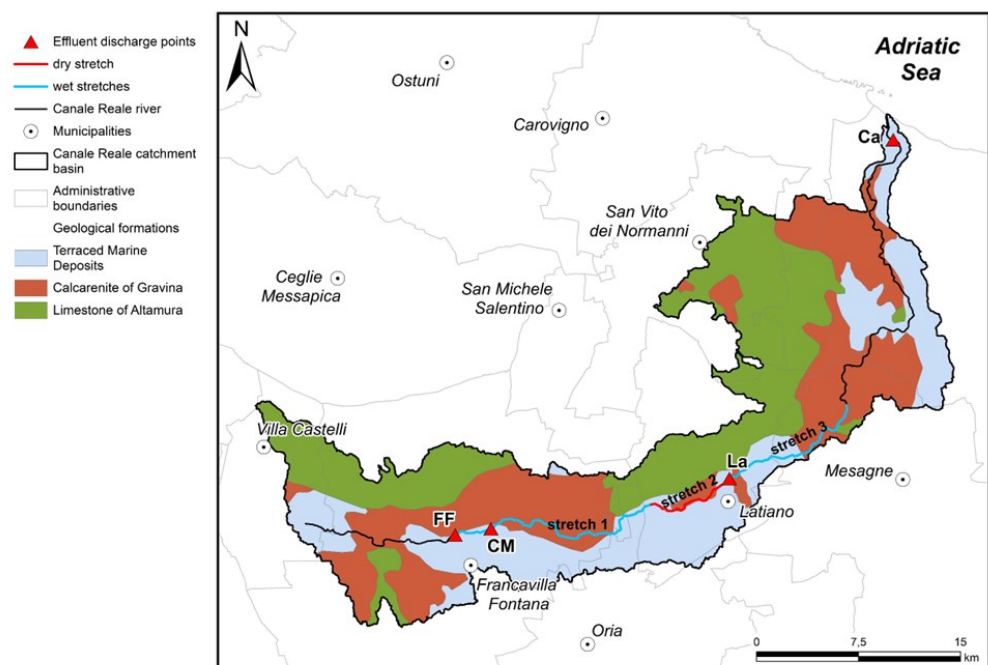 Effluent discharge points
dry stretch
wet stretches
Canale Reale river
Municipalities
Canale Reale catchment
basin
Administrative
boundaries
Geological formations
Terraced Marine
Deposits
Calcarenite of Gravina
Limestone of Altamura
N
Adriatic
Sea
Ostuni
Carovigno
Ca
San Vito
dei Normanni
Ceglie
Messapica
San Michele
Salentino
Villa Castelli
stretch 3
La
Mesagne
stretch 2
Latiano
FF
stretch 1
CM
Francavilla
Fontana
Oria
0 7,5 15
km